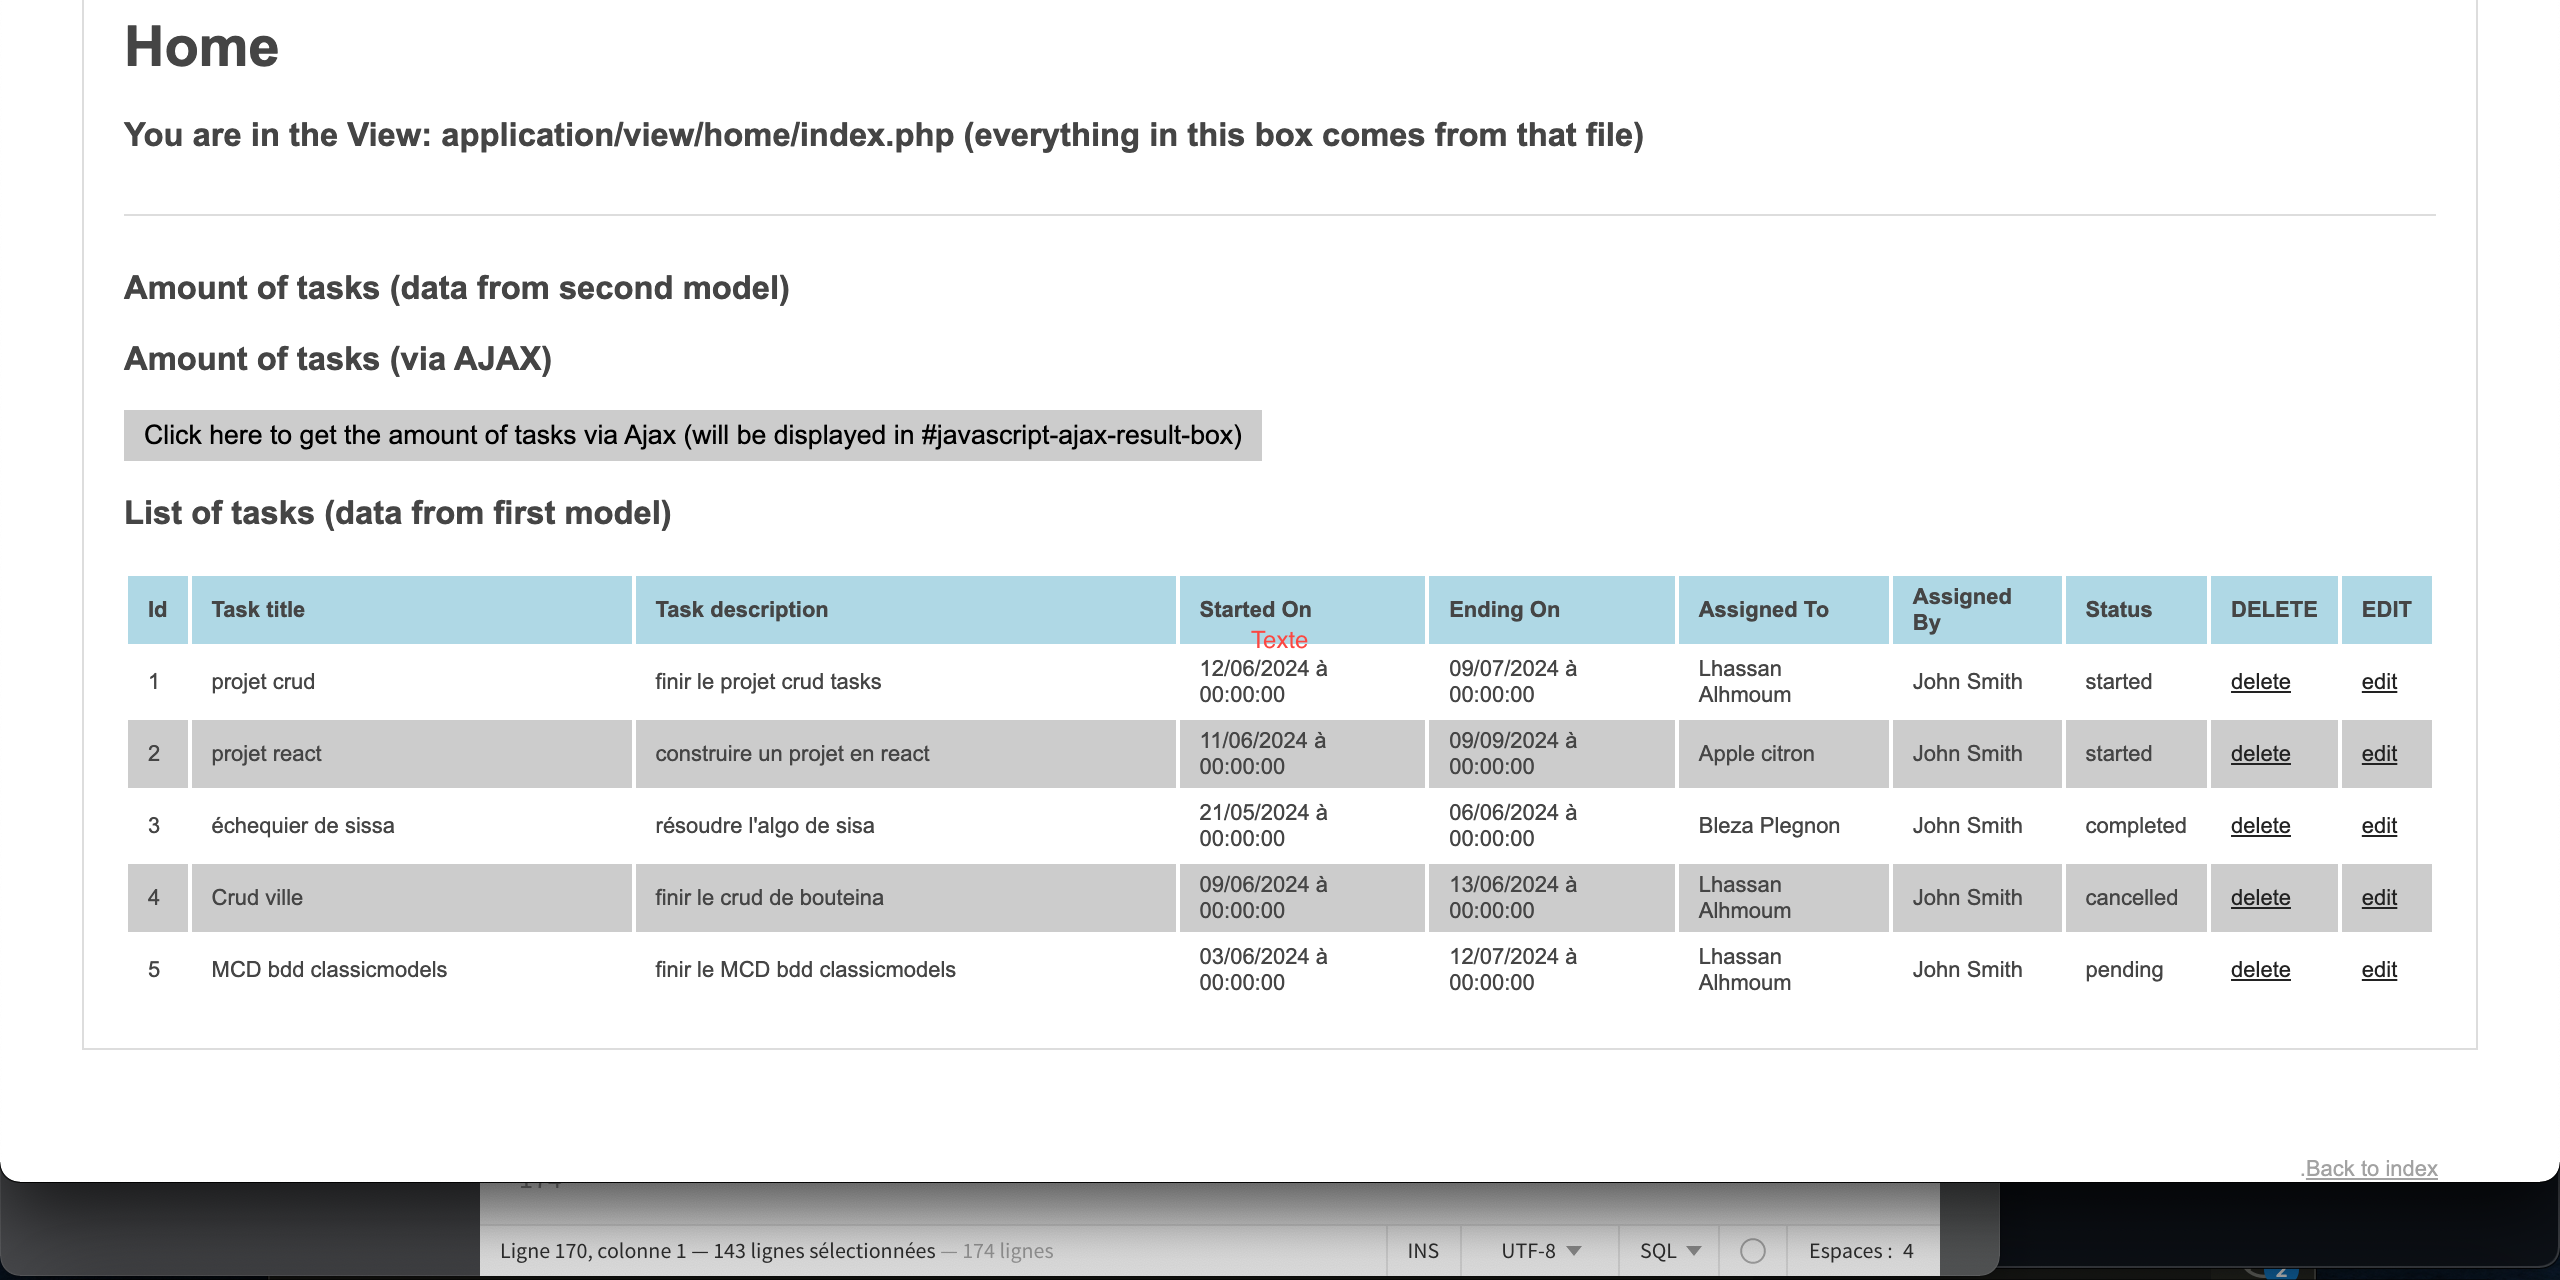 Home
You are in the View: application/view/home/index.php (everything in this box comes from that file)
Amount of tasks (data from second model)
Amount of tasks (via AJAX)
Click here to get the amount of tasks via Ajax (will be displayed in #javascript-ajax-result-box)
List of tasks (data from first model)
Id Task title Task description Started On Ending On Assigned To Assigned By Status DELETE EDIT
Texte
1 projet crud finir le projet crud tasks 12/06/2024 à 00:00:00 09/07/2024 à 00:00:00 Lhassan Alhmoum John Smith started delete edit
2 projet react construire un projet en react 11/06/2024 à 00:00:00 09/09/2024 à 00:00:00 Apple citron John Smith started delete edit
3 échequier de sissa résoudre l'algo de sisa 21/05/2024 à 00:00:00 06/06/2024 à 00:00:00 Bleza Plegnon John Smith completed delete edit
4 Crud ville finir le crud de bouteina 09/06/2024 à 00:00:00 13/06/2024 à 00:00:00 Lhassan Alhmoum John Smith cancelled delete edit
5 MCD bdd classicmodels finir le MCD bdd classicmodels 03/06/2024 à 00:00:00 12/07/2024 à 00:00:00 Lhassan Alhmoum John Smith pending delete edit
.Back to index
Ligne 170, colonne 1 — 143 lignes sélectionnées — 174 lignes INS UTF-8 SQL Espaces : 4